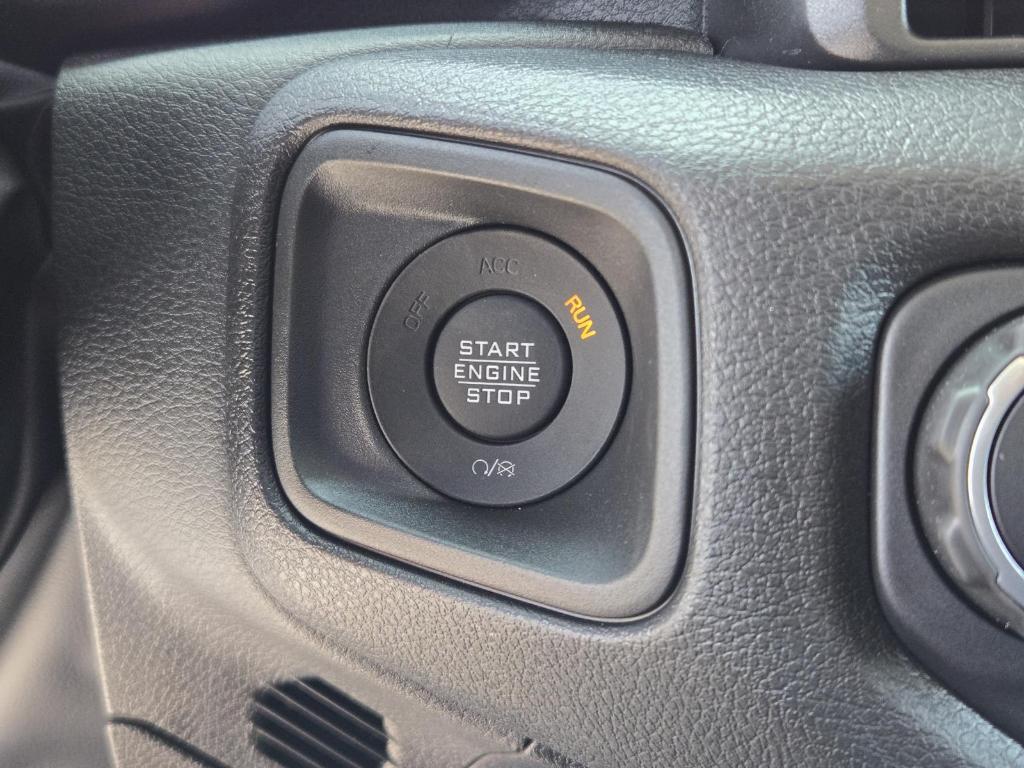 ACC
OFF
RUN
START
ENGINE
STOP